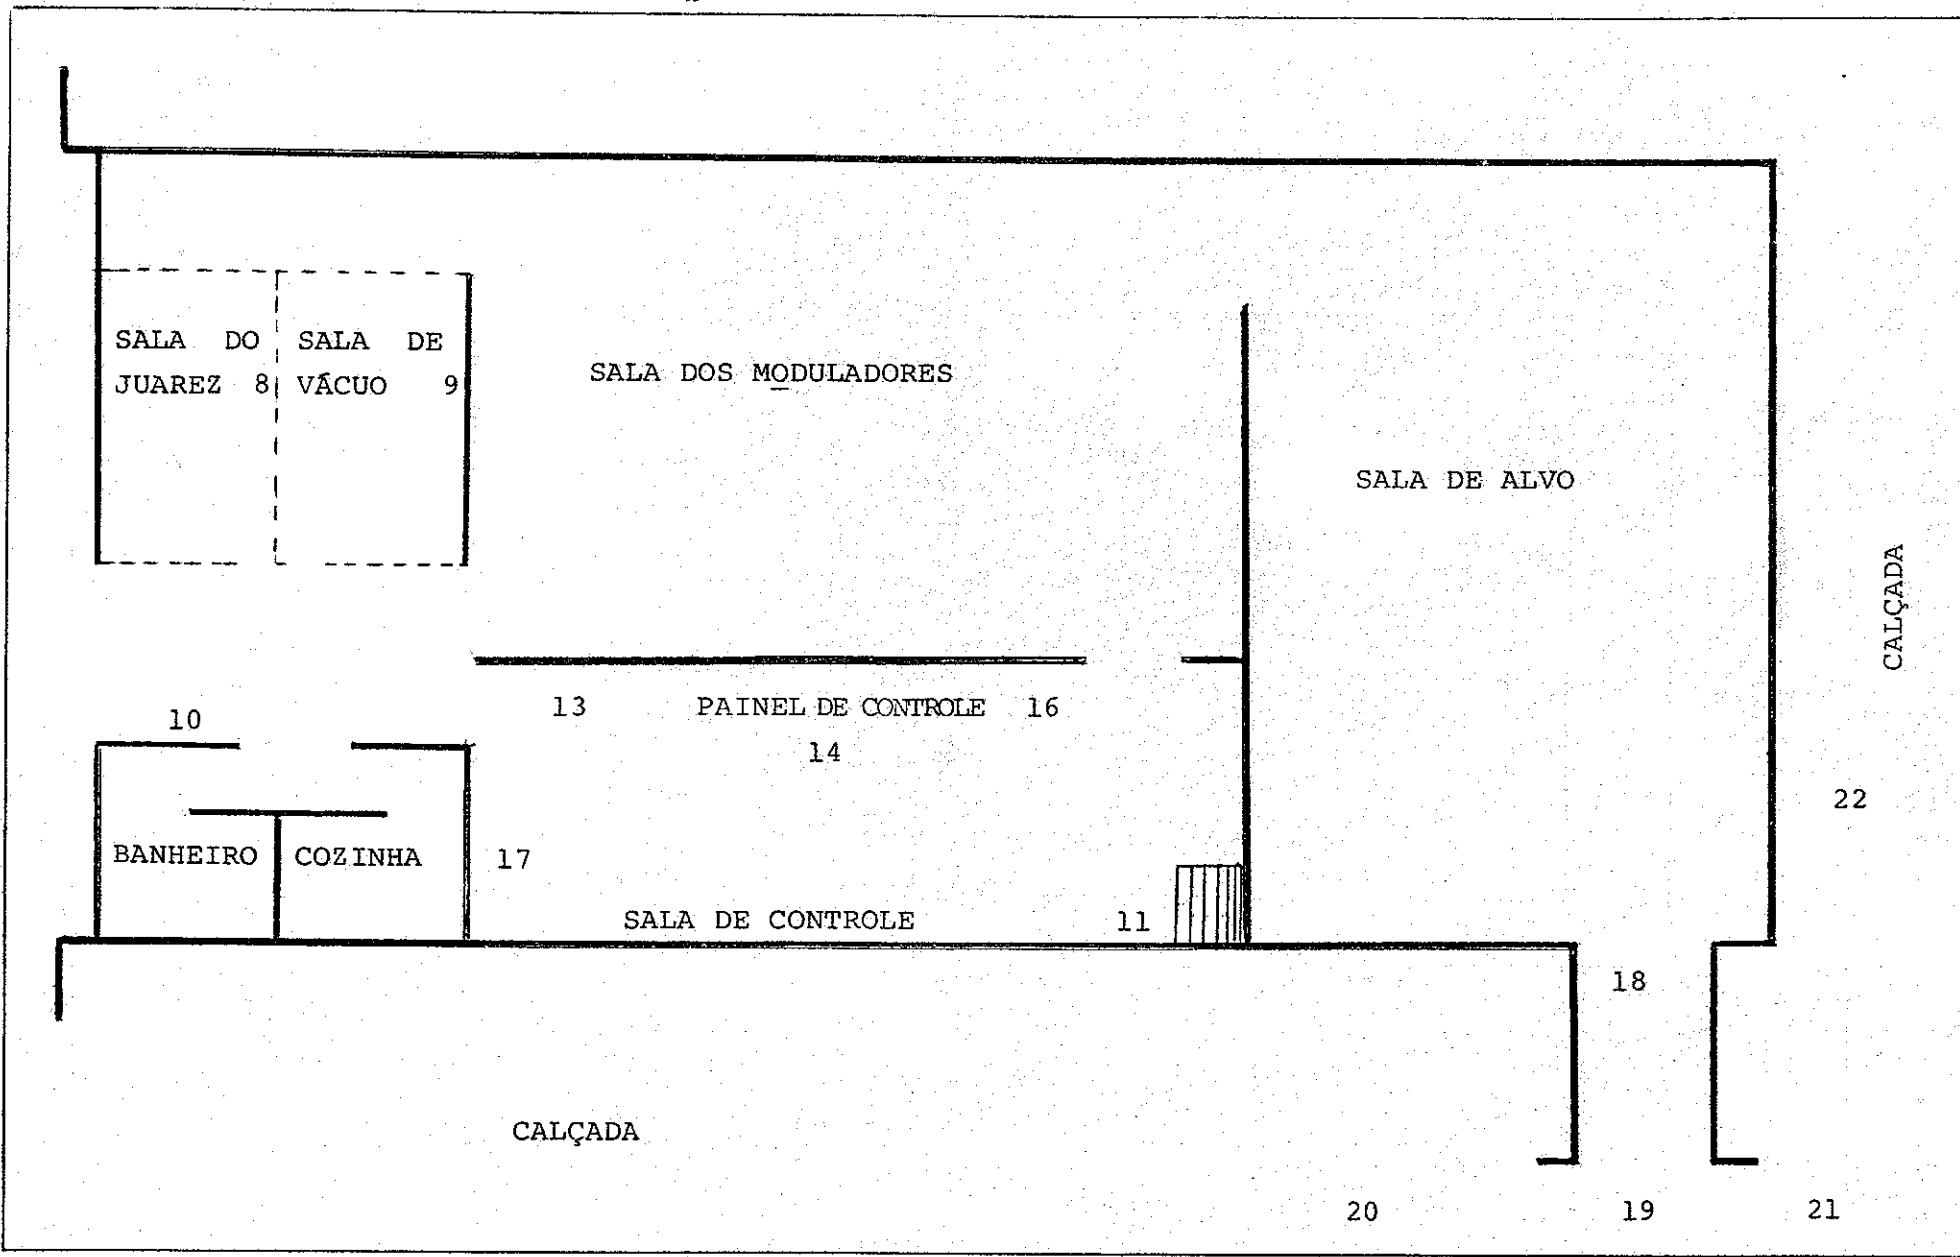 SALA DO
JUAREZ 8
SALA DE
VÁCUO 9
SALA DOS MODULADORES
SALA DE ALVO
CALÇADA
13 PAINEL DE CONTROLE 16
14
10
22
BANHEIRO
COZINHA
17
SALA DE CONTROLE
11
18
CALÇADA
20
19
21